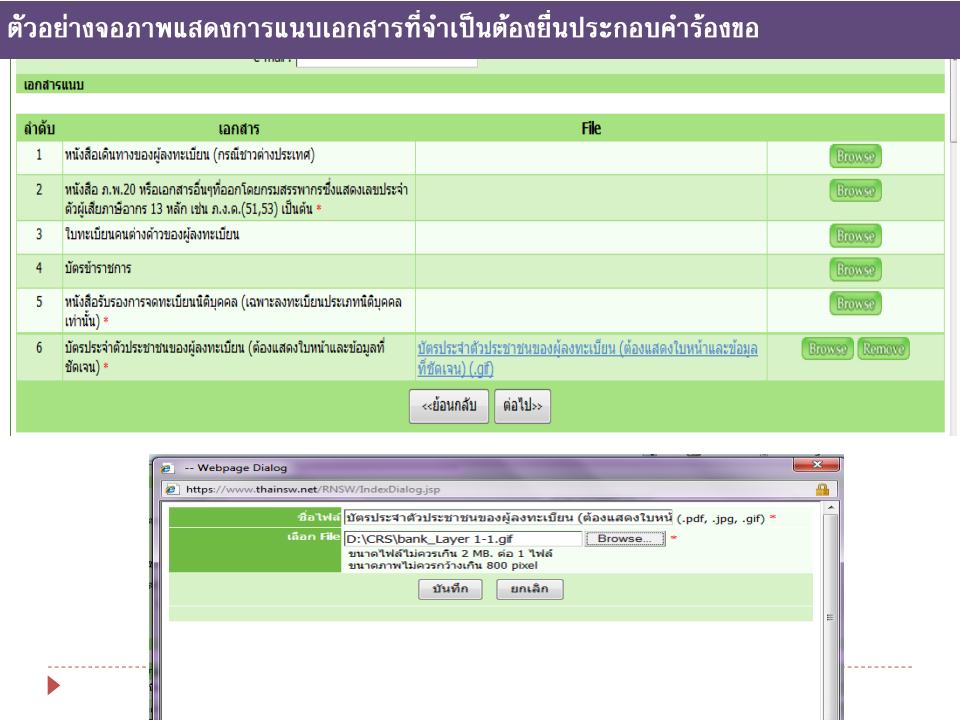 ตัวอย่างจอภาพแสดงการแนบเอกสารที่จำเป็นต้องยื่นประกอบคำร้องขอ
เอกสารแนบ
ลำดับ เอกสาร File
1 หนังสือเดินทางของผู้ลงทะเบียน (กรณีชาวต่างประเทศ) Browse
2 หนังสือ ภ.พ.20 หรือเอกสารอื่นๆที่ออกโดยกรมสรรพากรซึ่งแสดงเลขประจำ Browse
ตัวผู้เสียภาษีอากร 13 หลัก เช่น ภ.ง.ด.(51,53) เป็นต้น *
3 ใบทะเบียนคนต่างด้าวของผู้ลงทะเบียน Browse
4 บัตรข้าราชการ Browse
5 หนังสือรับรองการจดทะเบียนนิติบุคคล (เฉพาะลงทะเบียนประเภทนิติบุคคล Browse
เท่านั้น) *
6 บัตรประจำตัวประชาชนของผู้ลงทะเบียน (ต้องแสดงใบหน้าและข้อมูลที่ บัตรประจำตัวประชาชนของผู้ลงทะเบียน (ต้องแสดงใบหน้าและข้อมูล Browse Remove
ชัดเจน) * ที่ชัดเจน) (.gif)
<<ย้อนกลับ ต่อไป>>
-- Webpage Dialog
https://www.thainsw.net/RNSW/IndexDialog.jsp
ชื่อไฟล์ บัตรประจำตัวประชาชนของผู้ลงทะเบียน (ต้องแสดงใบหน้ (.pdf, .jpg, .gif) *
เลือก File D:\CRS\bank_Layer 1-1.gif Browse... *
ขนาดไฟล์ไม่ควรเกิน 2 MB. ต่อ 1 ไฟล์
ขนาดภาพไม่ควรกว้างเกิน 800 pixel
บันทึก ยกเลิก